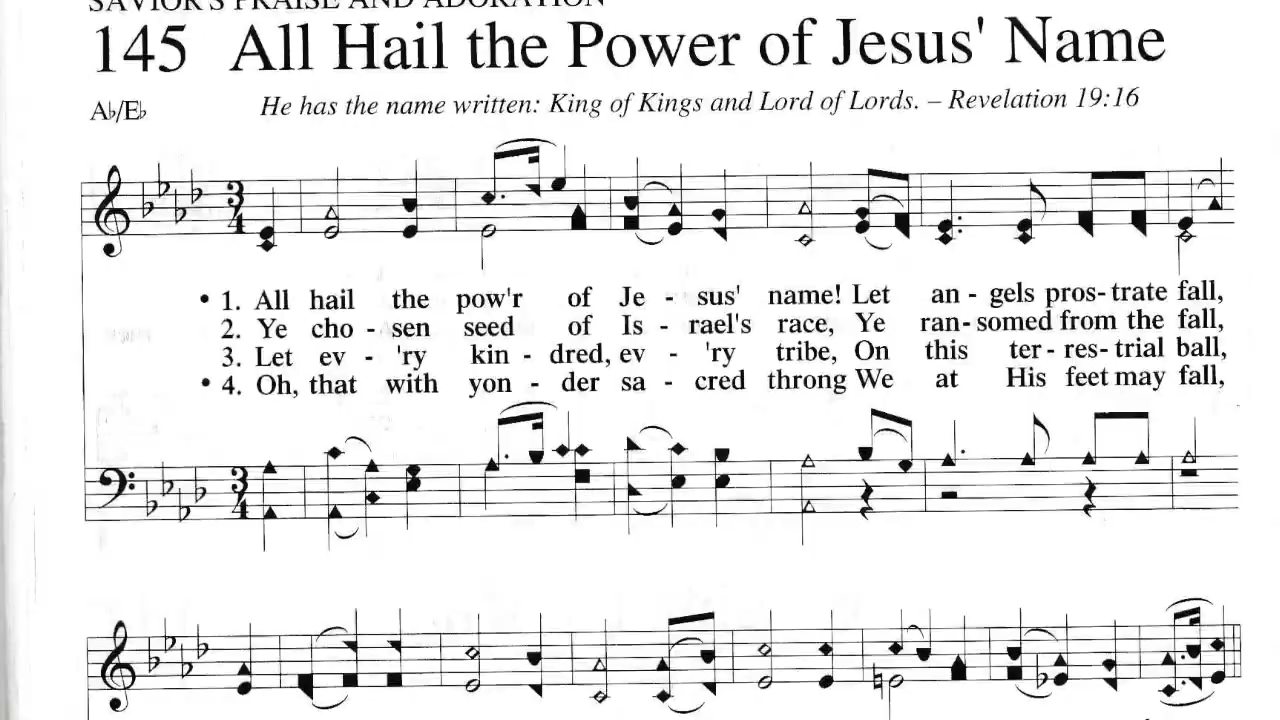 SAVIOR'S PRAISE AND ADORATION
145 All Hail the Power of Jesus' Name
A♭/E♭ He has the name written: King of Kings and Lord of Lords. – Revelation 19:16
3
4
• 1. All hail the pow'r of Je - sus' name! Let an - gels pros- trate fall,
2. Ye cho - sen seed of Is - rael's race, Ye ran- somed from the fall,
3. Let ev - 'ry kin - dred, ev - 'ry tribe, On this ter - res- trial ball,
• 4. Oh, that with yon - der sa - cred throng We at His feet may fall,
3
4